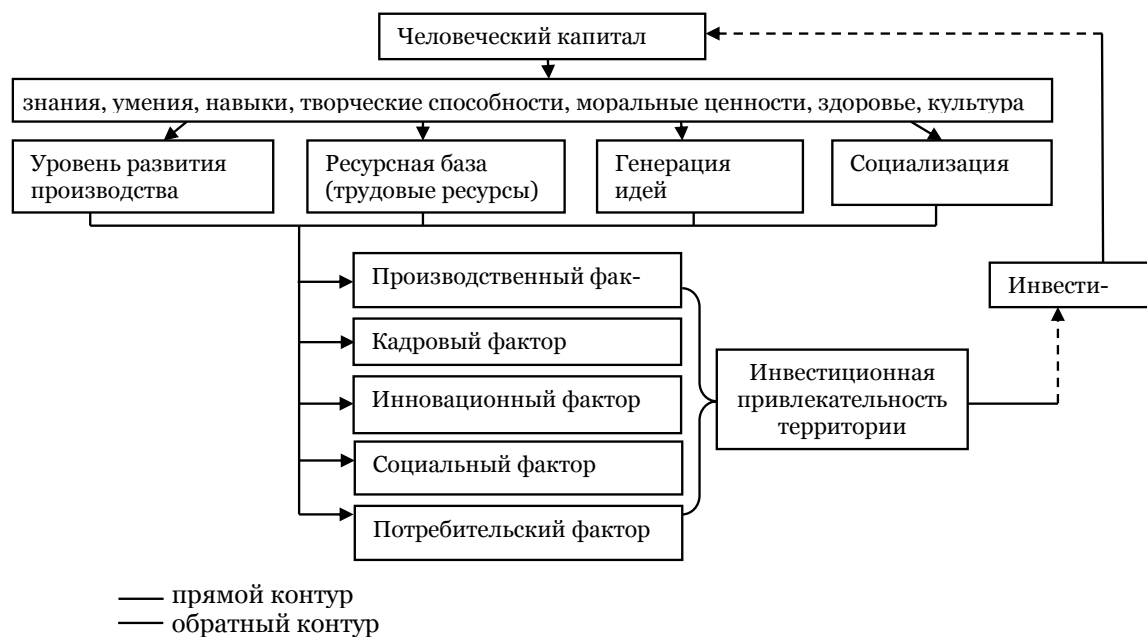 Человеческий капитал
знания, умения, навыки, творческие способности, моральные ценности, здоровье, культура
Уровень развития
производства
Ресурсная база
(трудовые ресурсы)
Генерация
идей
Социализация
Производственный фак-
Инвести-
Кадровый фактор
Инновационный фактор
Инвестиционная
привлекательность
территории
Социальный фактор
Потребительский фактор
прямой контур
обратный контур